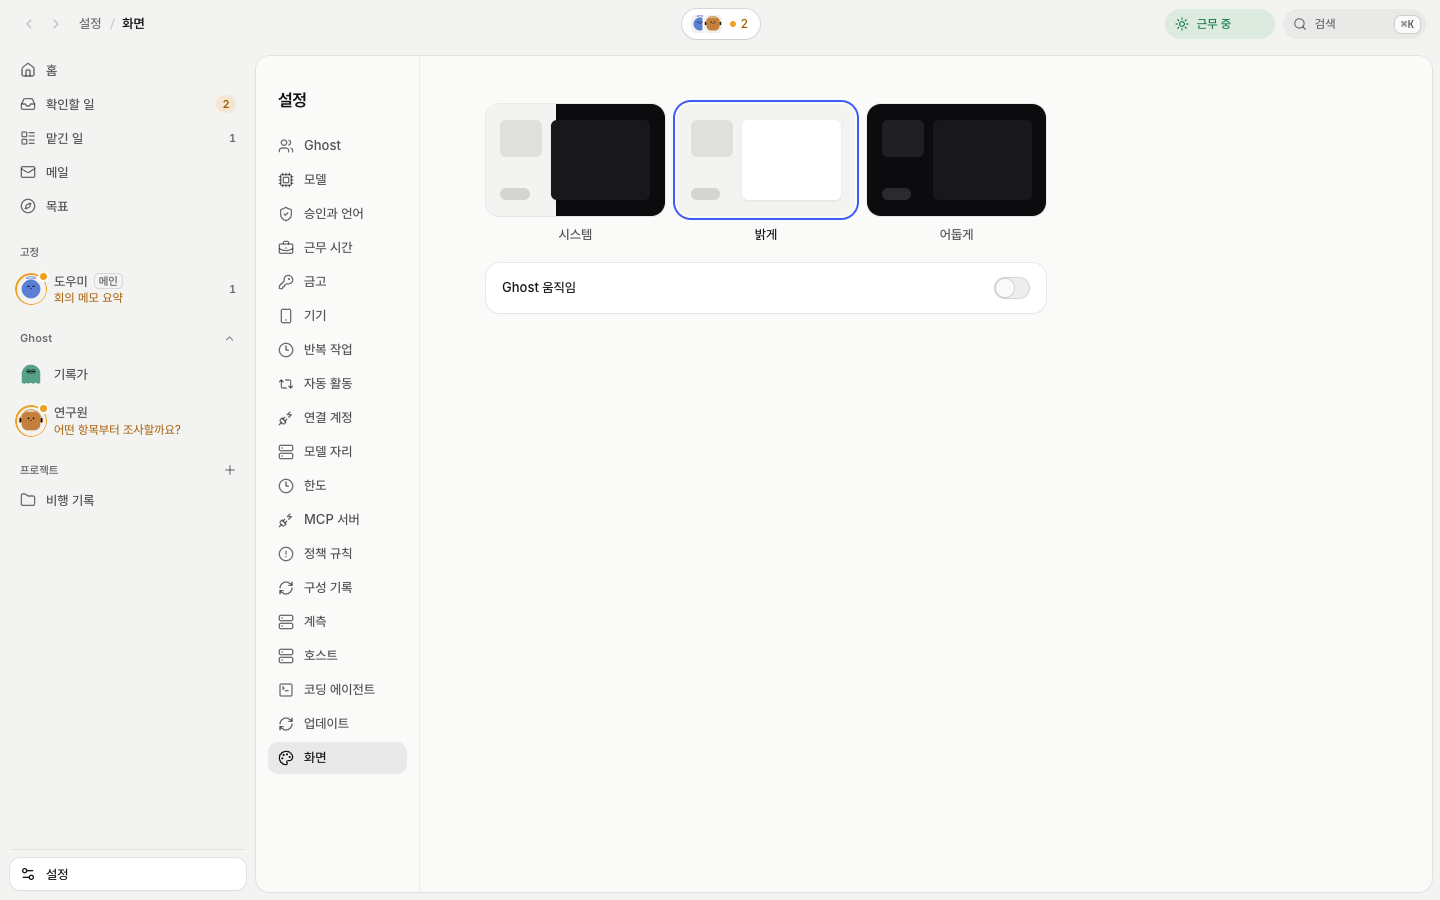 설정 / 화면
2
근무 중
검색
⌘K
홈
확인할 일
2
맡긴 일
1
메일
목표
고정
도우미
메인
회의 메모 요약
1
Ghost
기록가
연구원
어떤 항목부터 조사할까요?
프로젝트
비행 기록
설정
설정
Ghost
모델
승인과 언어
근무 시간
금고
기기
반복 작업
자동 활동
연결 계정
모델 자리
한도
MCP 서버
정책 규칙
구성 기록
계측
호스트
코딩 에이전트
업데이트
화면
시스템
밝게
어둡게
Ghost 움직임